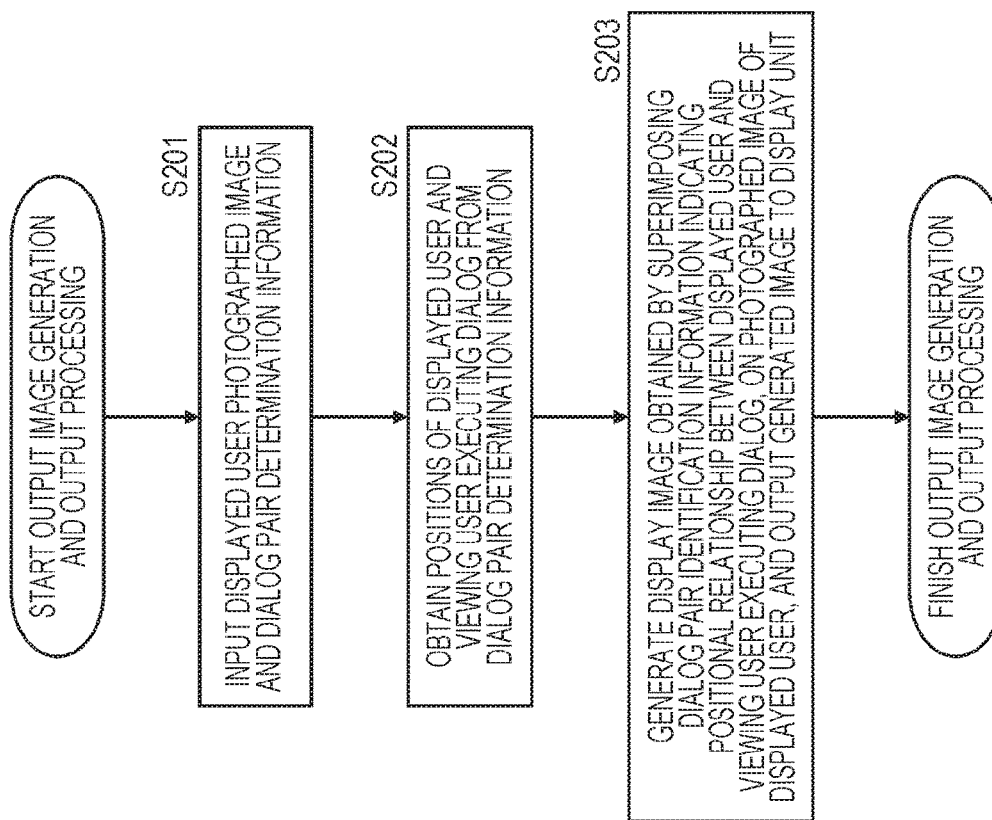 START OUTPUT IMAGE GENERATION
AND OUTPUT PROCESSING
S201
INPUT DISPLAYED USER PHOTOGRAPHED IMAGE
AND DIALOG PAIR DETERMINATION INFORMATION
S202
OBTAIN POSITIONS OF DISPLAYED USER AND
VIEWING USER EXECUTING DIALOG FROM
DIALOG PAIR DETERMINATION INFORMATION
S203
GENERATE DISPLAY IMAGE OBTAINED BY SUPERIMPOSING
DIALOG PAIR IDENTIFICATION INFORMATION INDICATING
POSITIONAL RELATIONSHIP BETWEEN DISPLAYED USER AND
VIEWING USER EXECUTING DIALOG, ON PHOTOGRAPHED IMAGE OF
DISPLAYED USER, AND OUTPUT GENERATED IMAGE TO DISPLAY UNIT
FINISH OUTPUT IMAGE GENERATION
AND OUTPUT PROCESSING